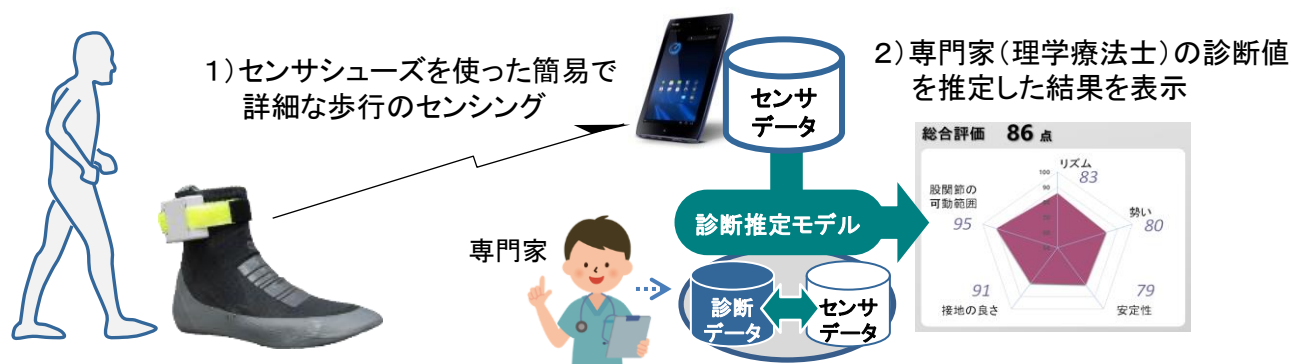 1）センサシューズを使った簡易で
詳細な歩行のセンシング
センサ
データ
2）専門家（理学療法士）の診断値
を推定した結果を表示
総合評価 86 点
リズム
83
100
90
股関節の
可動範囲
95
勢い
80
91
接地の良さ
79
安定性
診断推定モデル
専門家
診断
データ
センサ
データ